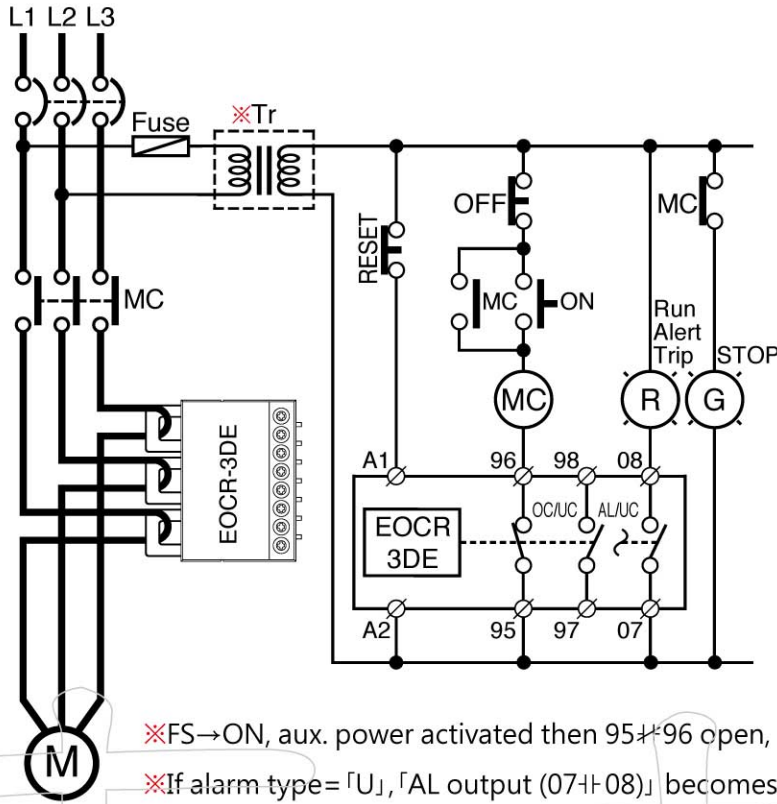 L1 L2 L3
Fuse
※Tr
OFF
MC
RESET
MC
ON
MC
Run
Alert
Trip
STOP
MC
R
G
EOCR-3DE
A1
96
98
08
OC/UC
AL/UC
EOCR
3DE
A2
95
97
07
M
※FS→ON, aux. power activated then 95 96 open,
※If alarm type=「U」,「AL output (07⊣⊢08)」 becomes